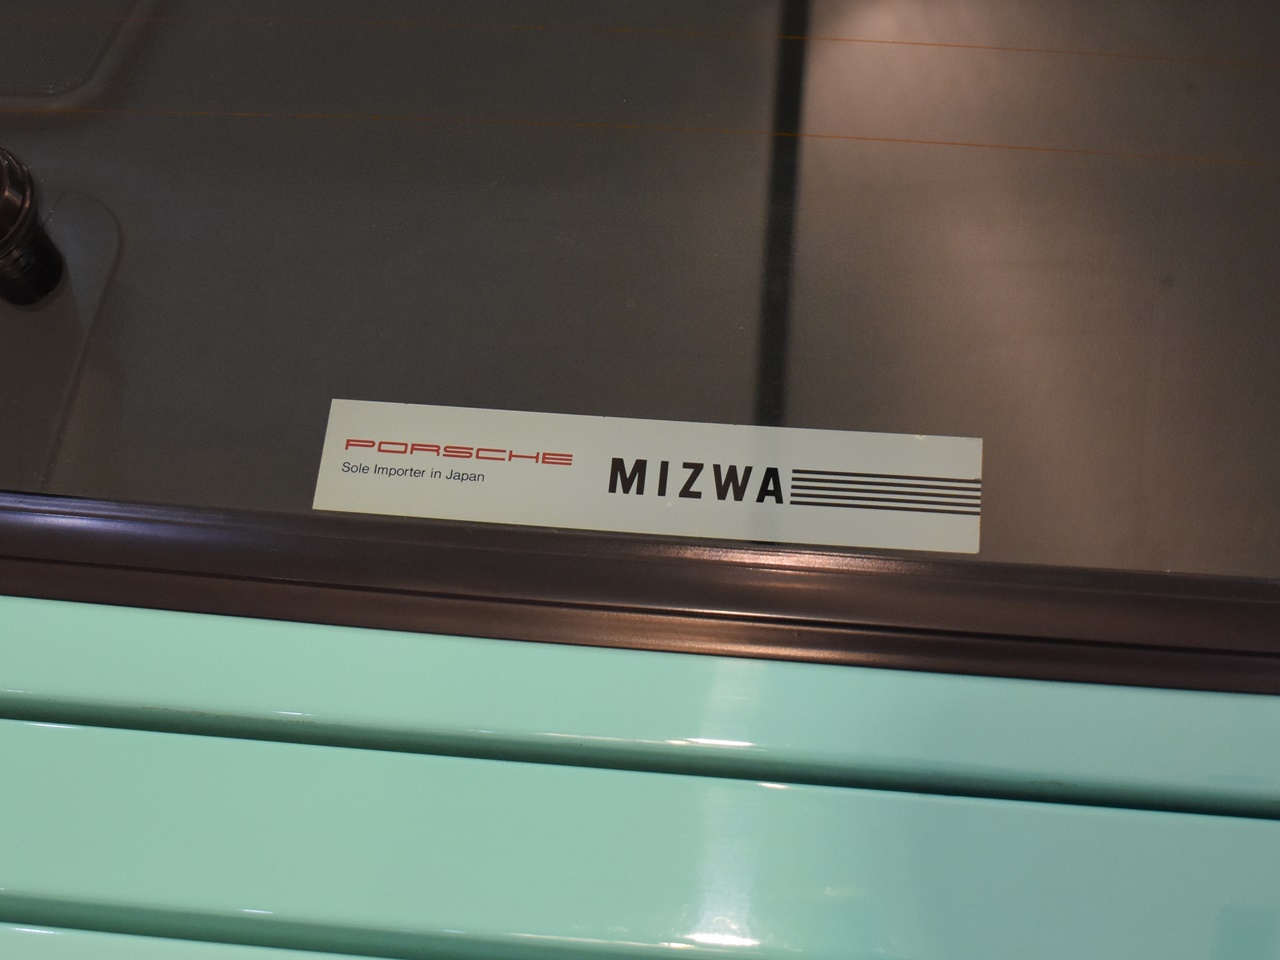 PORSCHE
Sole Importer in Japan
MIZWA